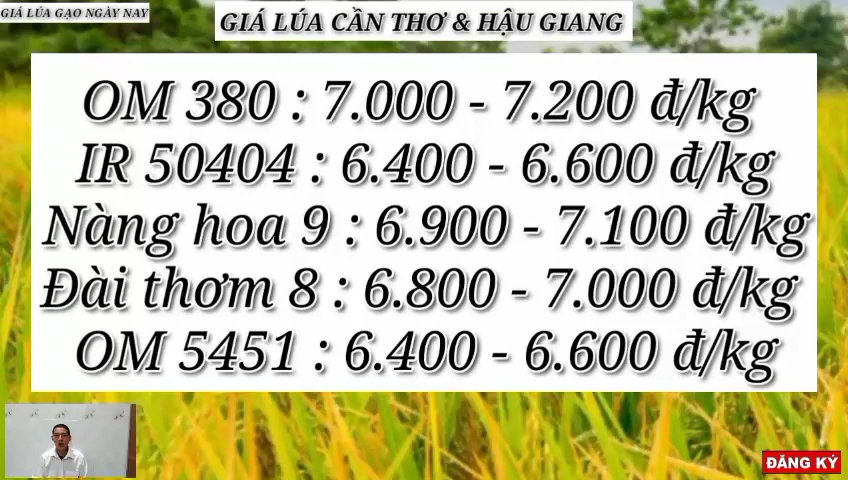 GIÁ LÚA GẠO NGÀY NAY
GIÁ LÚA CẦN THƠ & HẬU GIANG
OM 380 : 7.000 - 7.200 đ/kg
IR 50404 : 6.400 - 6.600 đ/kg
Nàng hoa 9 : 6.900 - 7.100 đ/kg
Đài thơm 8 : 6.800 - 7.000 đ/kg
OM 5451 : 6.400 - 6.600 đ/kg
ĐĂNG KÝ